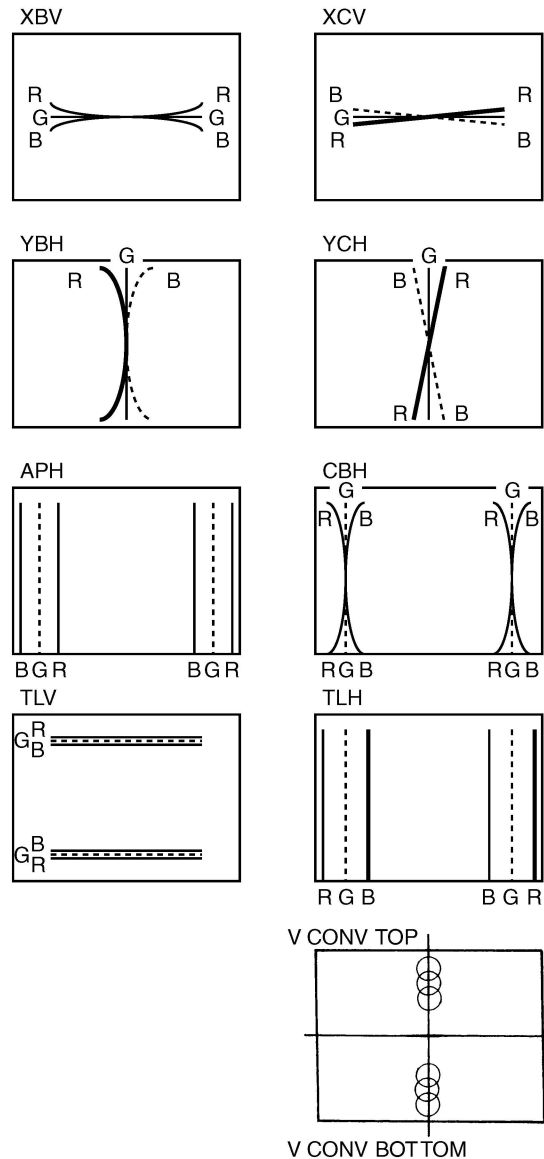 XBV
R R
G G
B B
XCV
B R
G
R B
YBH
G
R B
YCH
G
B R
R B
APH
B G R B G R
CBH
G G
R B R B
R G B R G B
TLV
R
G
B
B
G
R
TLH
R G B B G R
V CONV TOP
V CONV BOTTOM